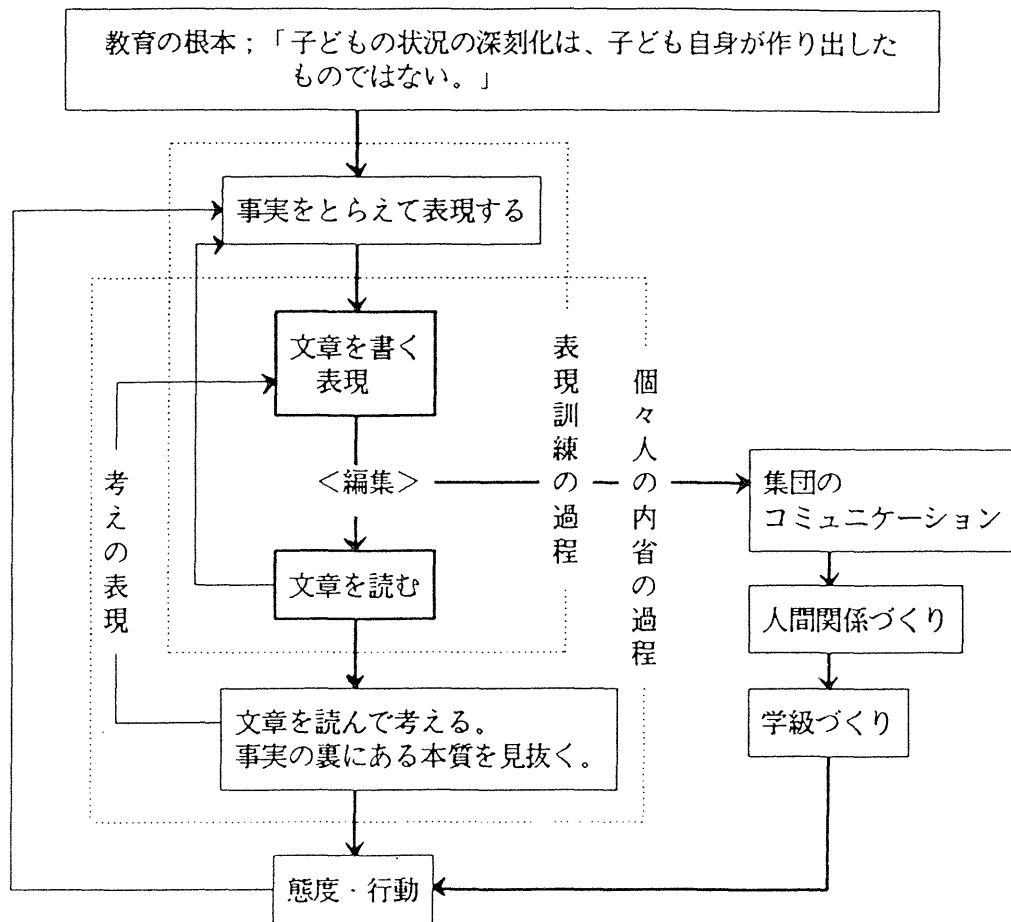 教育の根本；「子どもの状況の深刻化は、子ども自身が作り出した
ものではない。」
事実をとらえて表現する
文章を書く
表現
＜編集＞
文章を読む
文章を読んで考える。
事実の裏にある本質を見抜く。
態度・行動
考えの表現
表現訓練の過程
個々人の内省の過程
集団の
コミュニケーション
人間関係づくり
学級づくり